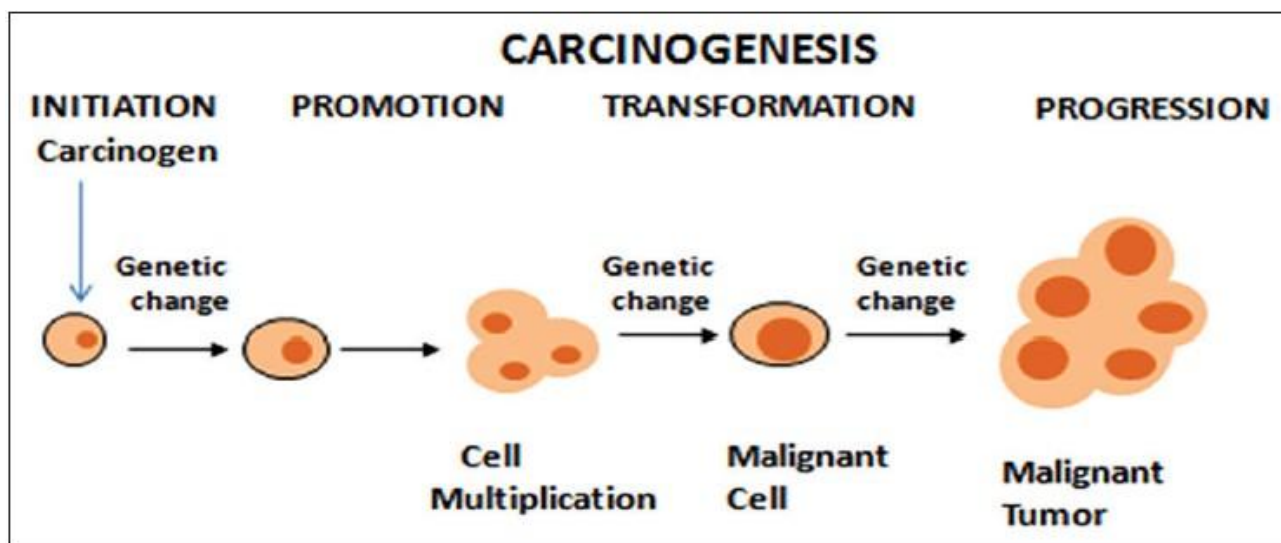 CARCINOGENESIS
INITIATION
PROMOTION
TRANSFORMATION
PROGRESSION
Carcinogen
Genetic
change
Genetic
change
Genetic
change
Cell
Multiplication
Malignant
Cell
Malignant
Tumor